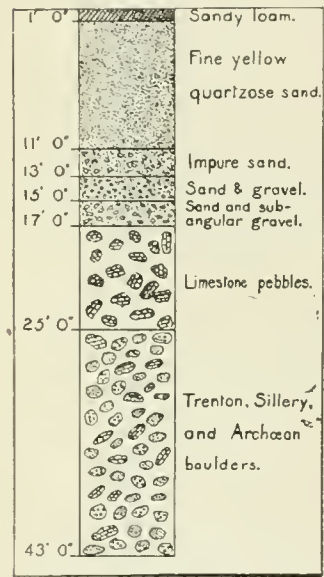 1' 0" Sandy loam.
Fine yellow
quartzose sand.
11' 0"
Impure sand.
13' 0"
Sand & gravel.
15' 0"
Sand and sub-
angular gravel.
17' 0"
Limestone pebbles.
25' 0"
Trenton, Sillery,
and Archœan
boulders.
43' 0"